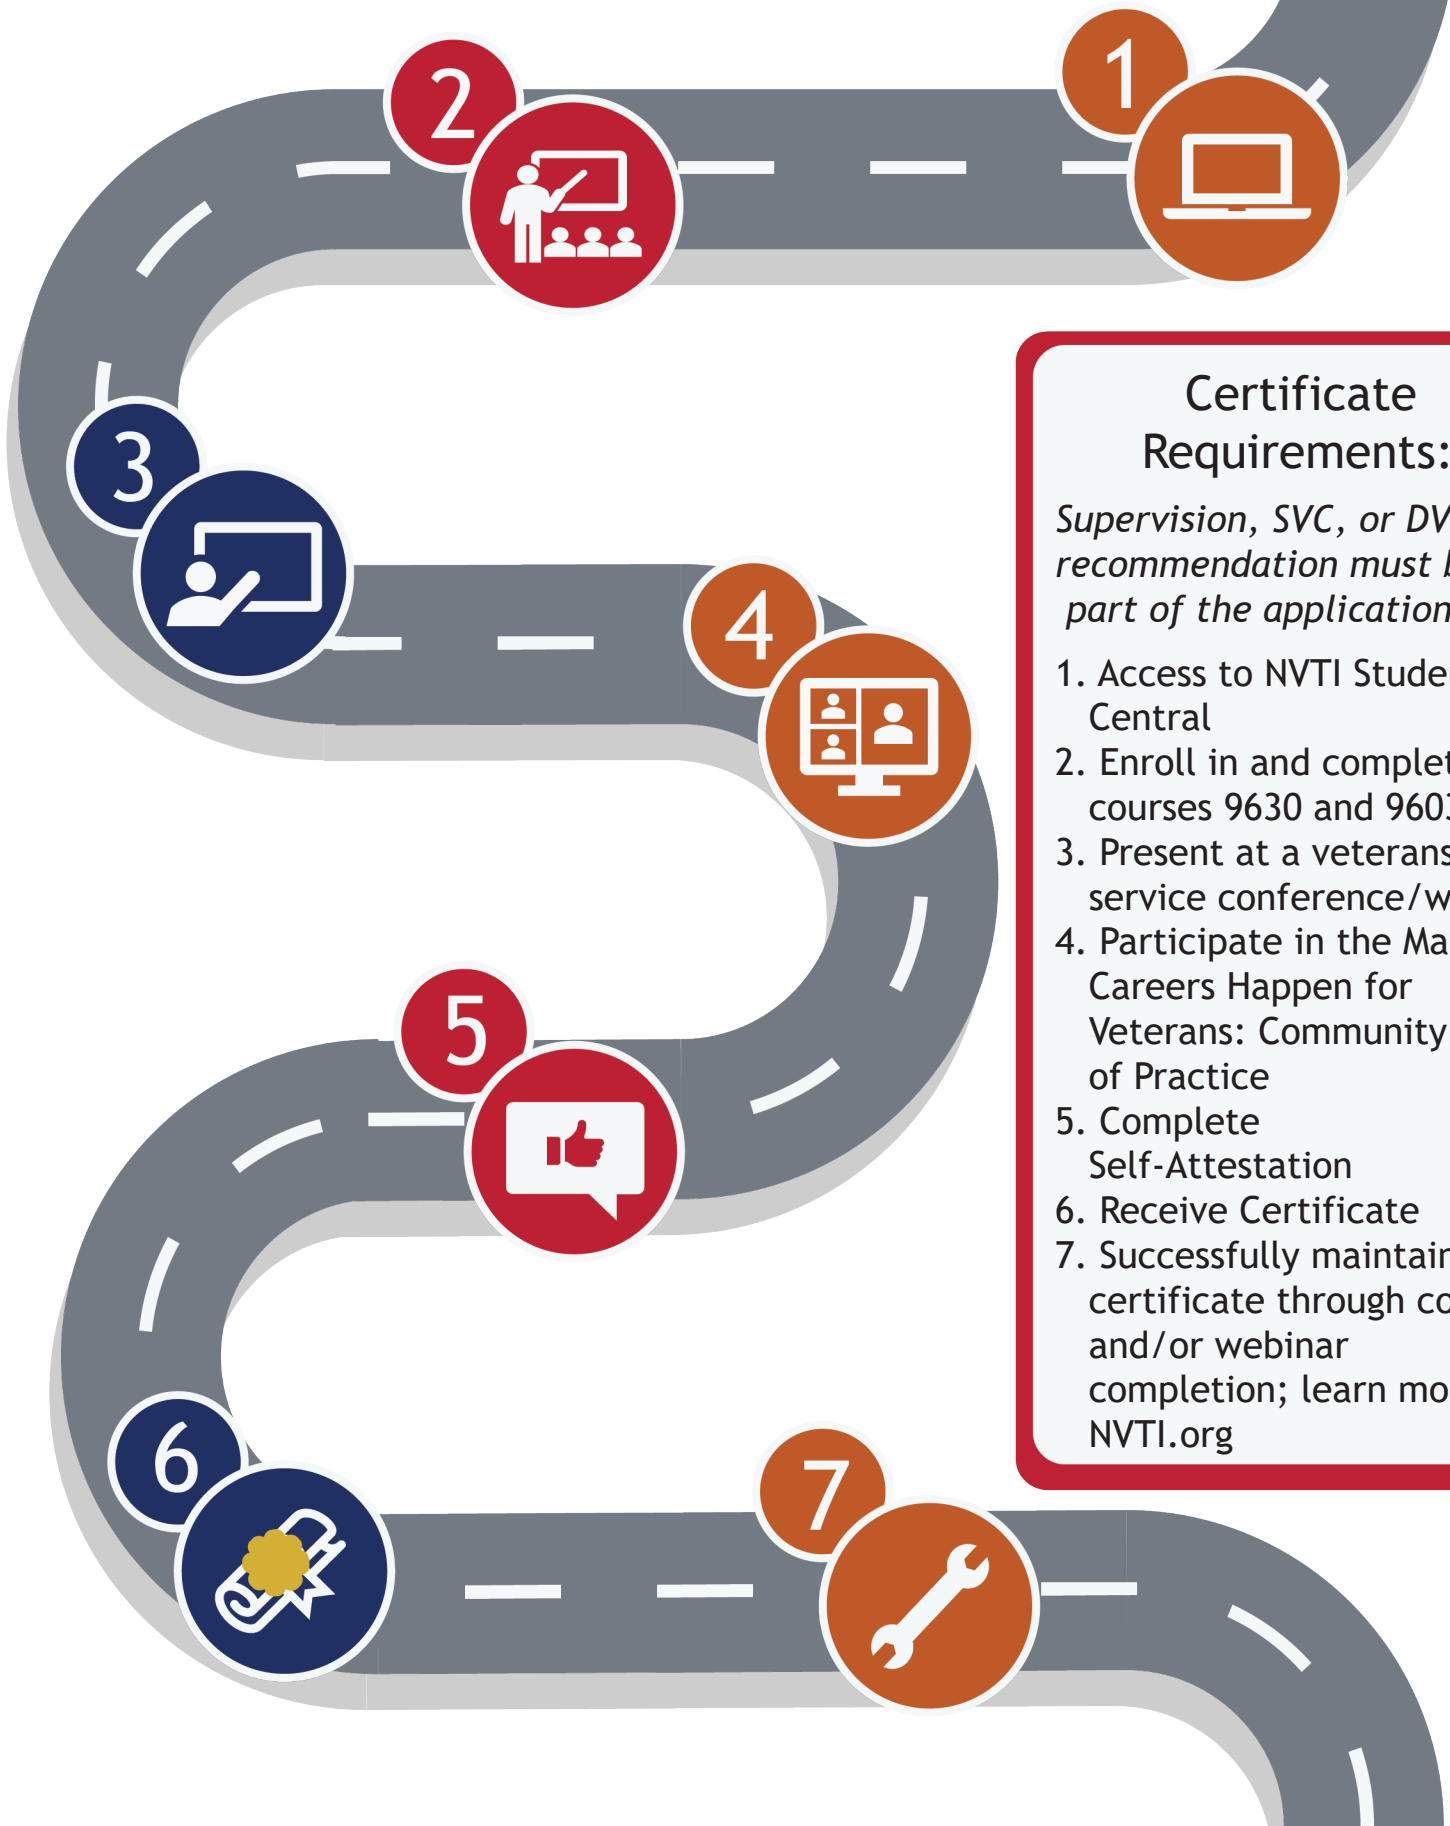 1
2
3
4
5
6
7
Certificate
Requirements:
Supervision, SVC, or
recommendation must
part of the application
1. Access to NVTI
Central
2. Enroll in and
courses 9630 and
3. Present at a veterans
service
4. Participate in the
Careers Happen for
Veterans: Community
of Practice
5. Complete
Self-Attestation
6. Receive Certificate
7. Successfully maintain
certificate through
and/or webinar
completion; learn
NVTI.org